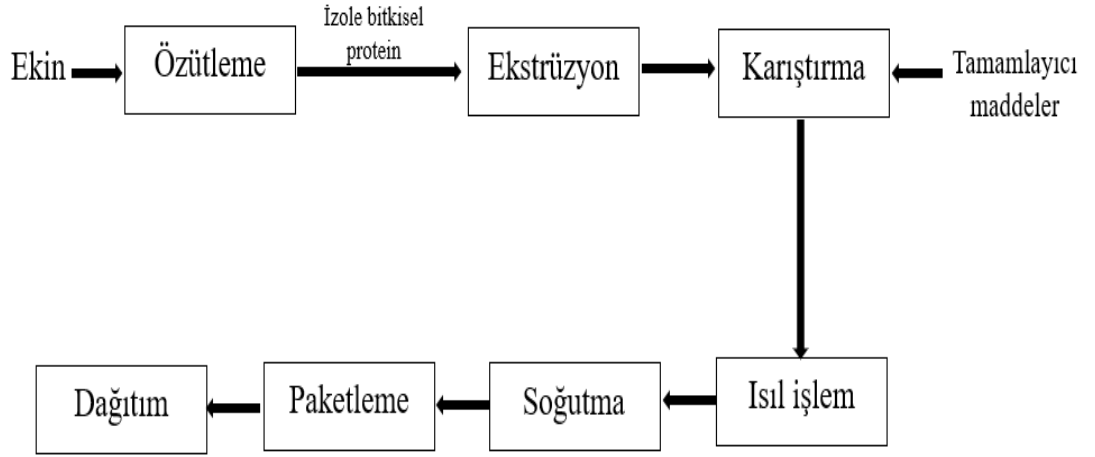 Ekin
Özütleme
İzole bitkisel
protein
Ekstrüzyon
Karıştırma
Tamamlayıcı
maddeler
Isıl işlem
Soğutma
Paketleme
Dağıtım